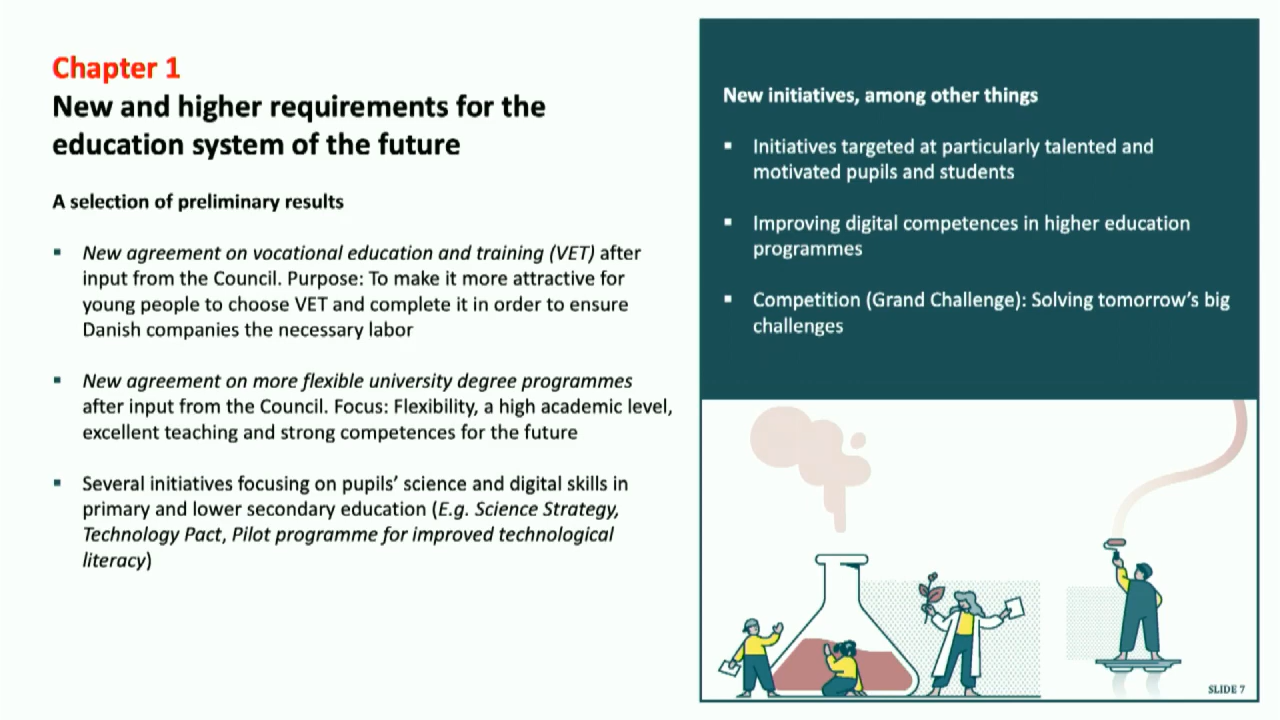 Chapter 1
New and higher requirements for the
education system of the future
A selection of preliminary results
▪ New agreement on vocational education and training (VET) after
input from the Council. Purpose: To make it more attractive for
young people to choose VET and complete it in order to ensure
Danish companies the necessary labor
▪ New agreement on more flexible university degree programmes
after input from the Council. Focus: Flexibility, a high academic level,
excellent teaching and strong competences for the future
▪ Several initiatives focusing on pupils’ science and digital skills in
primary and lower secondary education (E.g. Science Strategy,
Technology Pact, Pilot programme for improved technological
literacy)
New initiatives, among other things
▪ Initiatives targeted at particularly talented and
motivated pupils and students
▪ Improving digital competences in higher education
programmes
▪ Competition (Grand Challenge): Solving tomorrow’s big
challenges
SLIDE 7